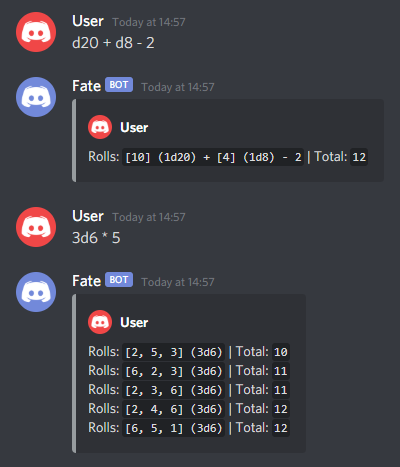 User Today at 14:57
d20 + d8 - 2
Fate BOT Today at 14:57
User
Rolls: [10] (1d20) + [4] (1d8) - 2 | Total: 12
User Today at 14:57
3d6 * 5
Fate BOT Today at 14:57
User
Rolls: [2, 5, 3] (3d6) | Total: 10
Rolls: [6, 2, 3] (3d6) | Total: 11
Rolls: [2, 3, 6] (3d6) | Total: 11
Rolls: [2, 4, 6] (3d6) | Total: 12
Rolls: [6, 5, 1] (3d6) | Total: 12